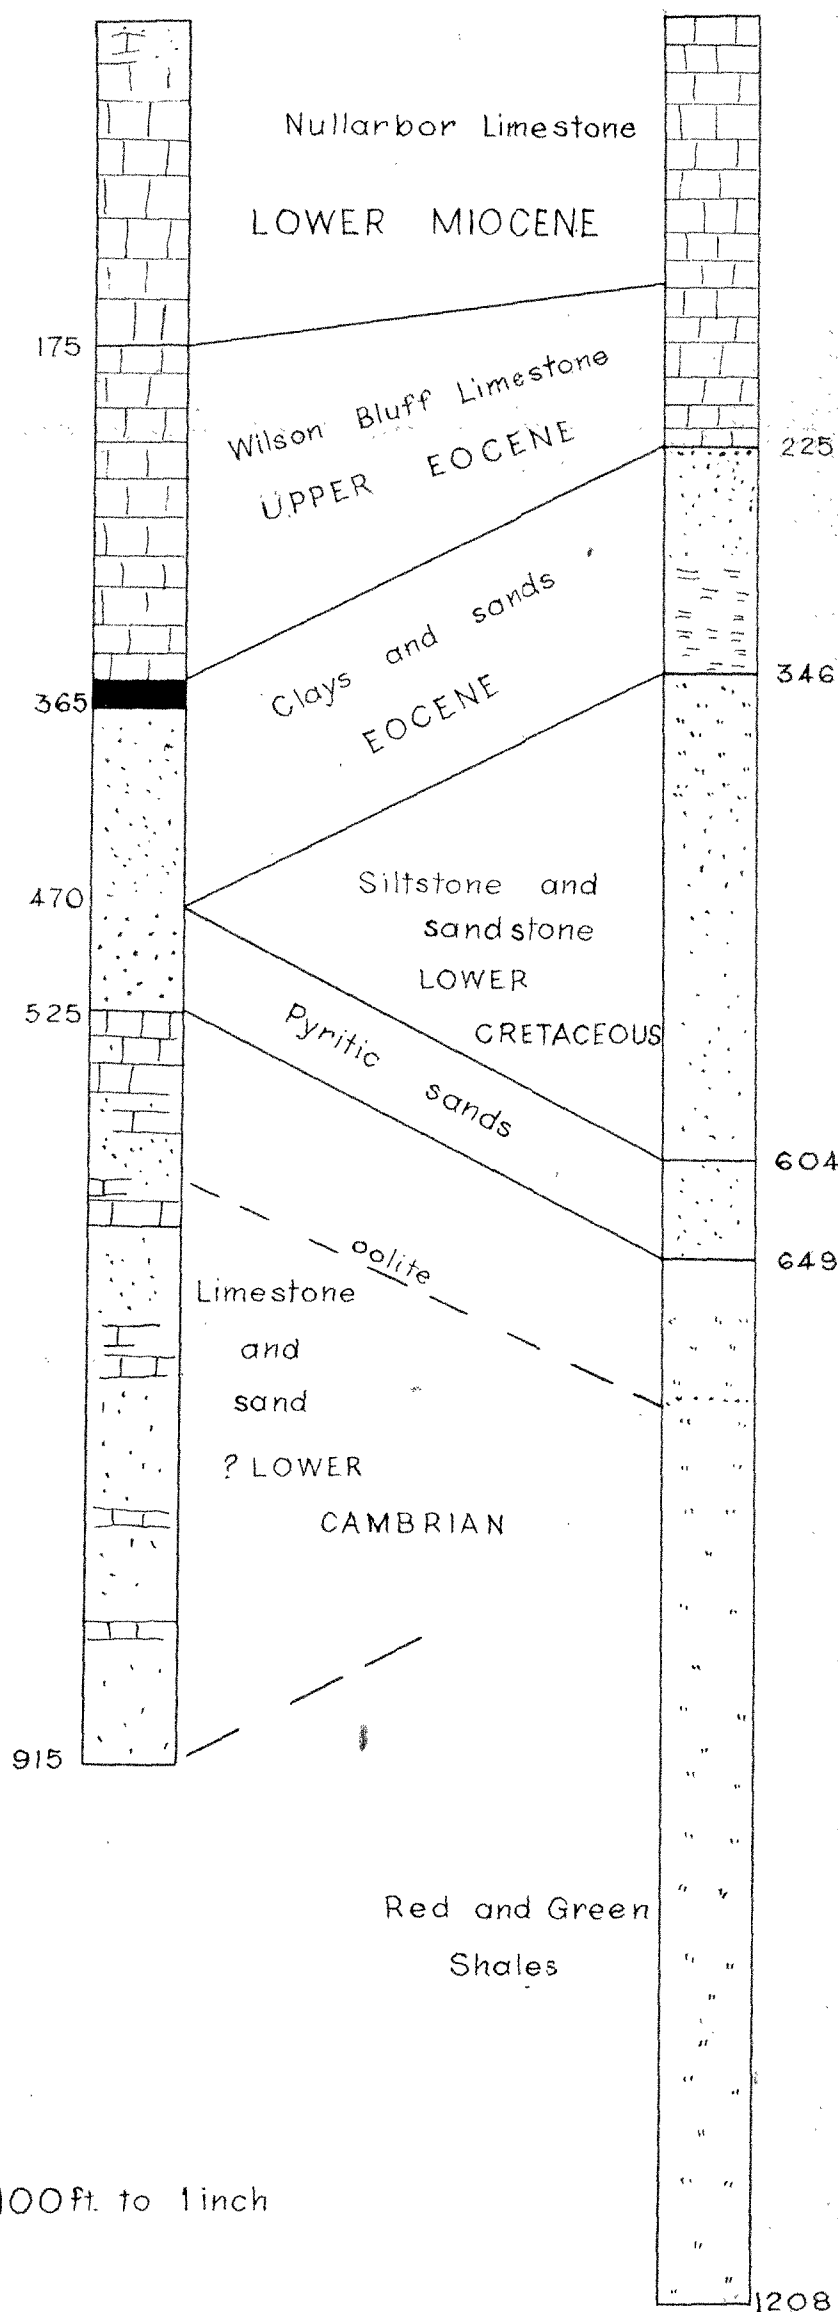 Nullarbor Limestone
LOWER MIOCENE
175
Wilson Bluff Limestone
UPPER EOCENE
225
Clays and sands
EOCENE
346
365
470
Siltstone and
sandstone
LOWER
CRETACEOUS
525
Pyritic sands
604
649
oolite
Limestone
and
sand
? LOWER
CAMBRIAN
915
Red and Green
Shales
100ft. to 1inch
1208